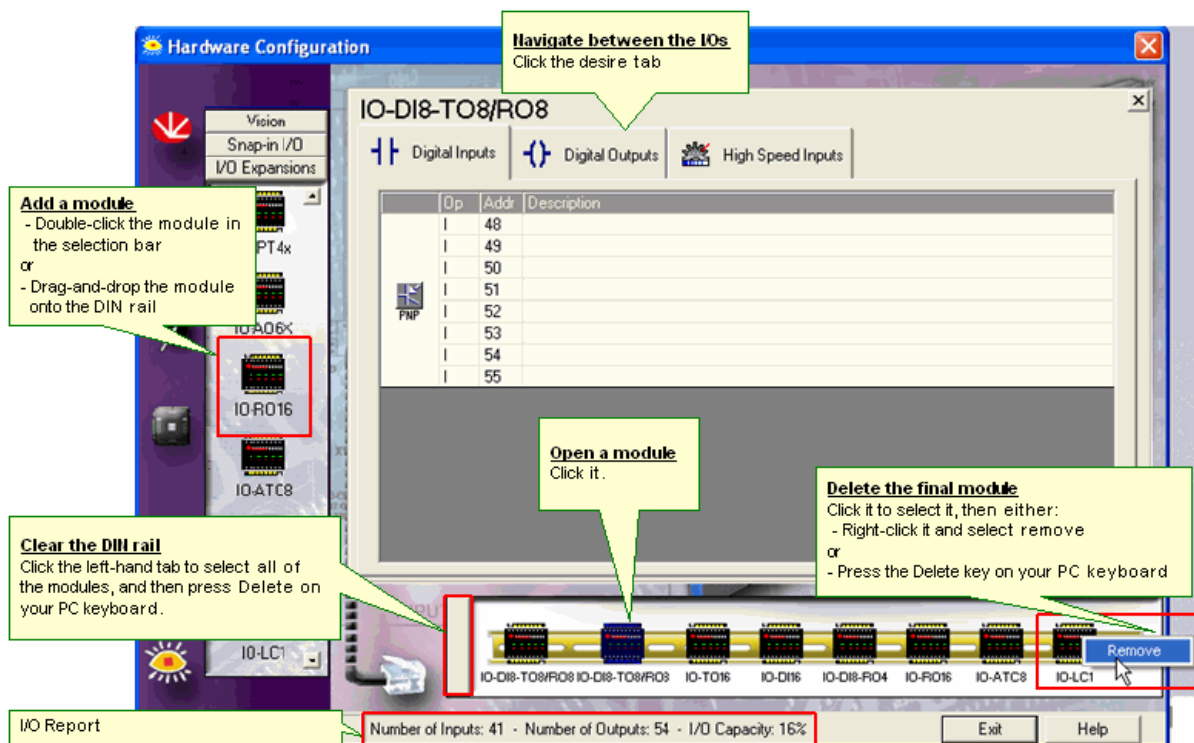 Hardware Configuration
Navigate between the I/Os
Click the desire tab
IO-DI8-TO8/RO8
Vision
Snap-in I/O
I/O Expansions
Digital Inputs
Digital Outputs
High Speed Inputs
Add a module
- Double-click the module in
the selection bar
or
- Drag-and-drop the module
onto the DIN rail
PT4x
IO-AO6X
IO-RO16
IO-ATC8
IO-LC1
Op Addr Description
I 48
I 49
I 50
I 51
I 52
I 53
I 54
I 55
PNP
Open a module
Click it.
Delete the final module
Click it to select it, then either:
- Right-click it and select remove
or
- Press the Delete key on your PC keyboard
Clear the DIN rail
Click the left-hand tab to select all of
the modules, and then press Delete on
your PC keyboard.
IO-DI8-TO8/RO8 IO-DI8-TO8/RO8 IO-TO16 IO-DI16 IO-DI8-RO4 IO-RO16 IO-ATC8 IO-LC1
Remove
I/O Report
Number of Inputs: 41 - Number of Outputs: 54 - I/O Capacity: 16%
Exit
Help